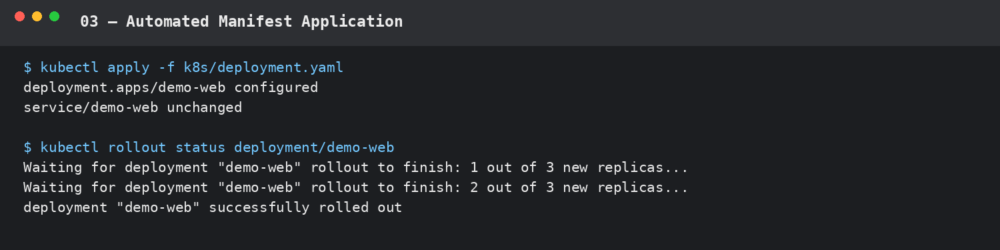 03 — Automated Manifest Application
$ kubectl apply -f k8s/deployment.yaml
deployment.apps/demo-web configured
service/demo-web unchanged
$ kubectl rollout status deployment/demo-web
Waiting for deployment "demo-web" rollout to finish: 1 out of 3 new replicas...
Waiting for deployment "demo-web" rollout to finish: 2 out of 3 new replicas...
deployment "demo-web" successfully rolled out